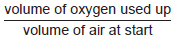 volume of oxygen used up
volume of air at start